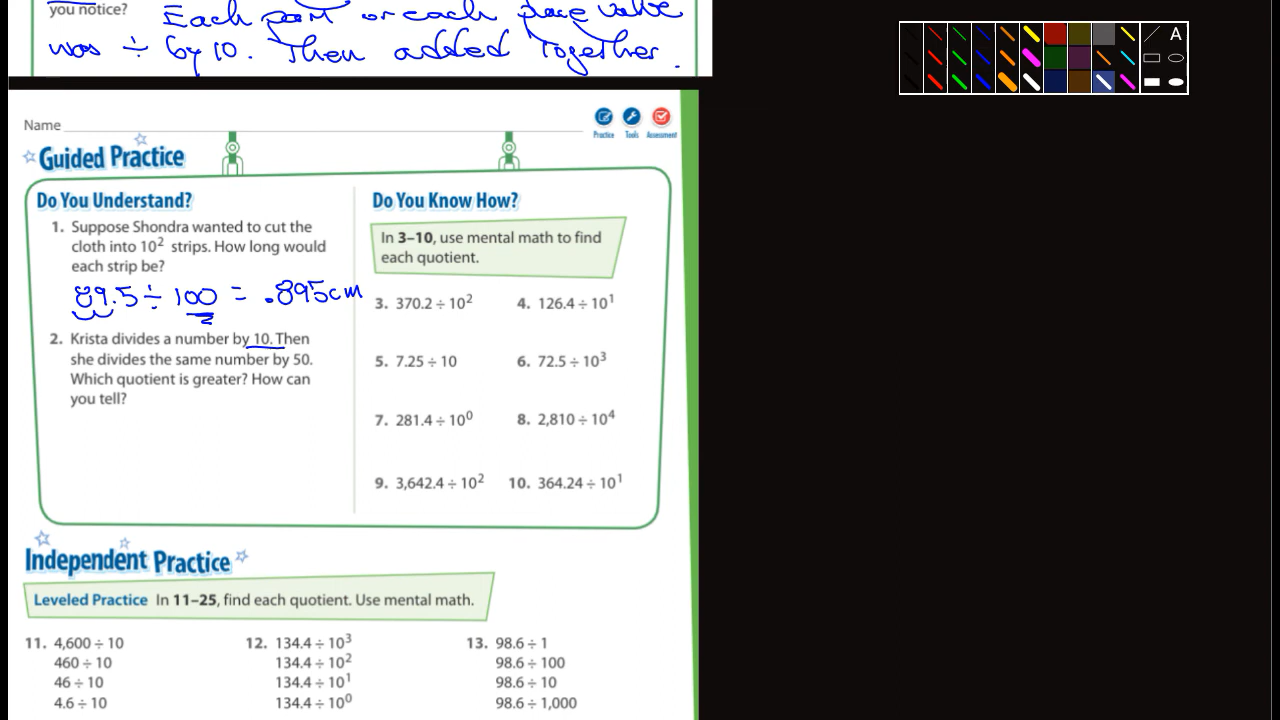 you notice? Each part or each place value
was ÷ by 10. Then added together.
Name
Practice Tools Assessment
Guided Practice
Do You Understand?
1. Suppose Shondra wanted to cut the
cloth into 10² strips. How long would
each strip be?
89.5 ÷ 100 = .895cm
2. Krista divides a number by 10. Then
she divides the same number by 50.
Which quotient is greater? How can
you tell?
Do You Know How?
In 3–10, use mental math to find
each quotient.
3. 370.2 ÷ 10² 4. 126.4 ÷ 10¹
5. 7.25 ÷ 10 6. 72.5 ÷ 10³
7. 281.4 ÷ 10⁰ 8. 2,810 ÷ 10⁴
9. 3,642.4 ÷ 10² 10. 364.24 ÷ 10¹
Independent Practice
Leveled Practice In 11–25, find each quotient. Use mental math.
11. 4,600 ÷ 10
460 ÷ 10
46 ÷ 10
4.6 ÷ 10
12. 134.4 ÷ 10³
134.4 ÷ 10²
134.4 ÷ 10¹
134.4 ÷ 10⁰
13. 98.6 ÷ 1
98.6 ÷ 100
98.6 ÷ 10
98.6 ÷ 1,000
A